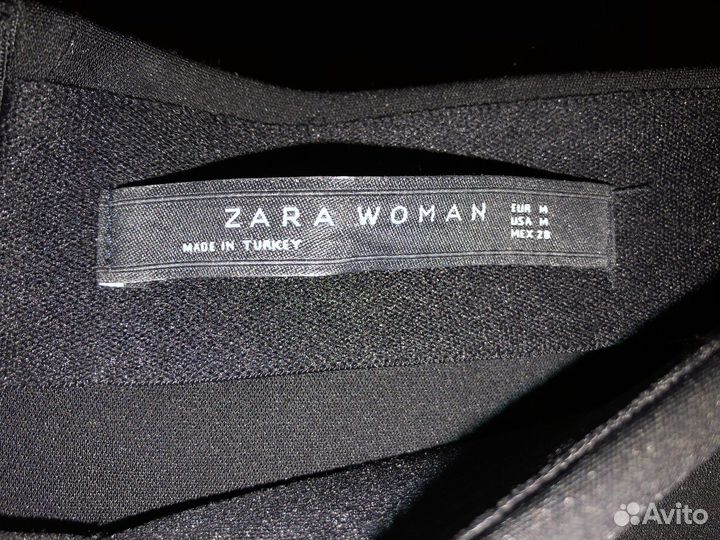 ZARA WOMAN
MADE IN TURKEY
EUR M
USA M
MEX 28
Avito